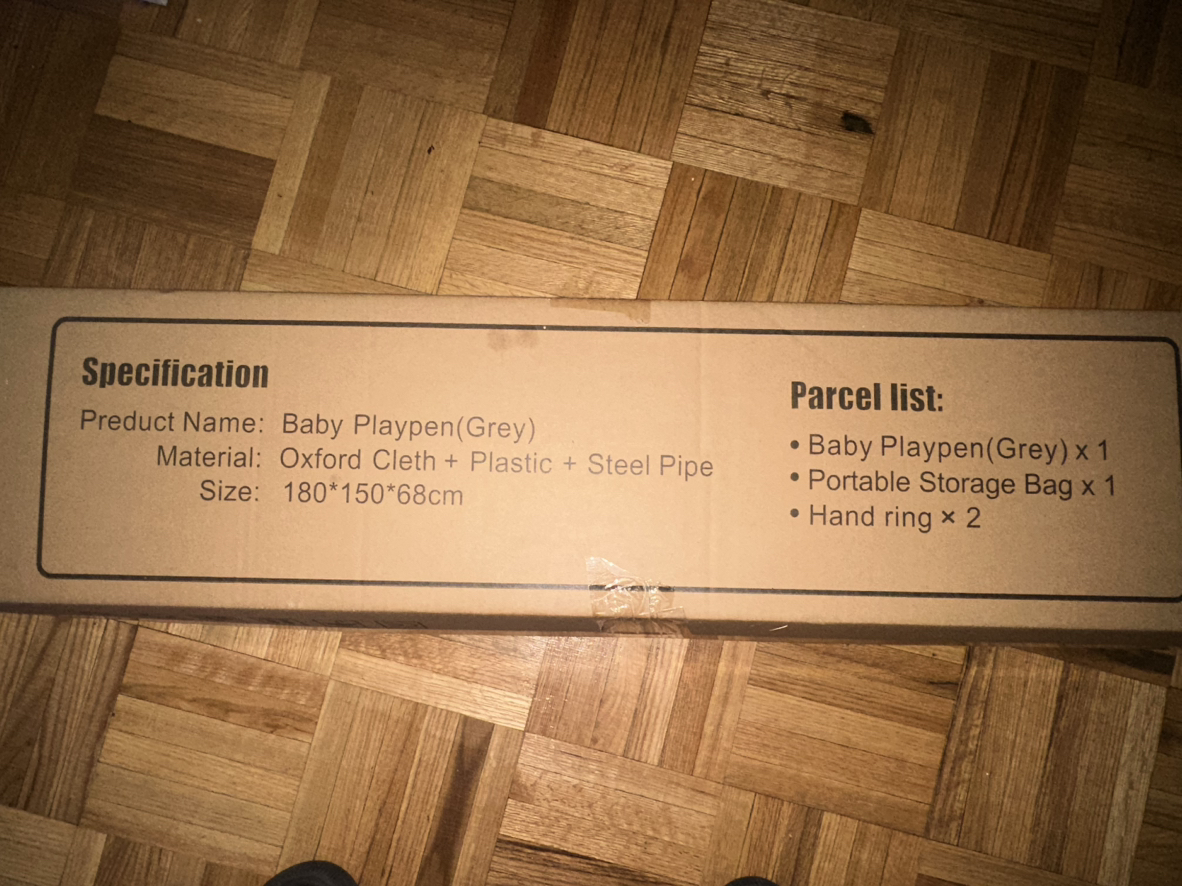 Specification
Preduct Name: Baby Playpen(Grey)
Material: Oxford Cleth + Plastic + Steel Pipe
Size: 180*150*68cm
Parcel list:
• Baby Playpen(Grey) x 1
• Portable Storage Bag x 1
• Hand ring × 2